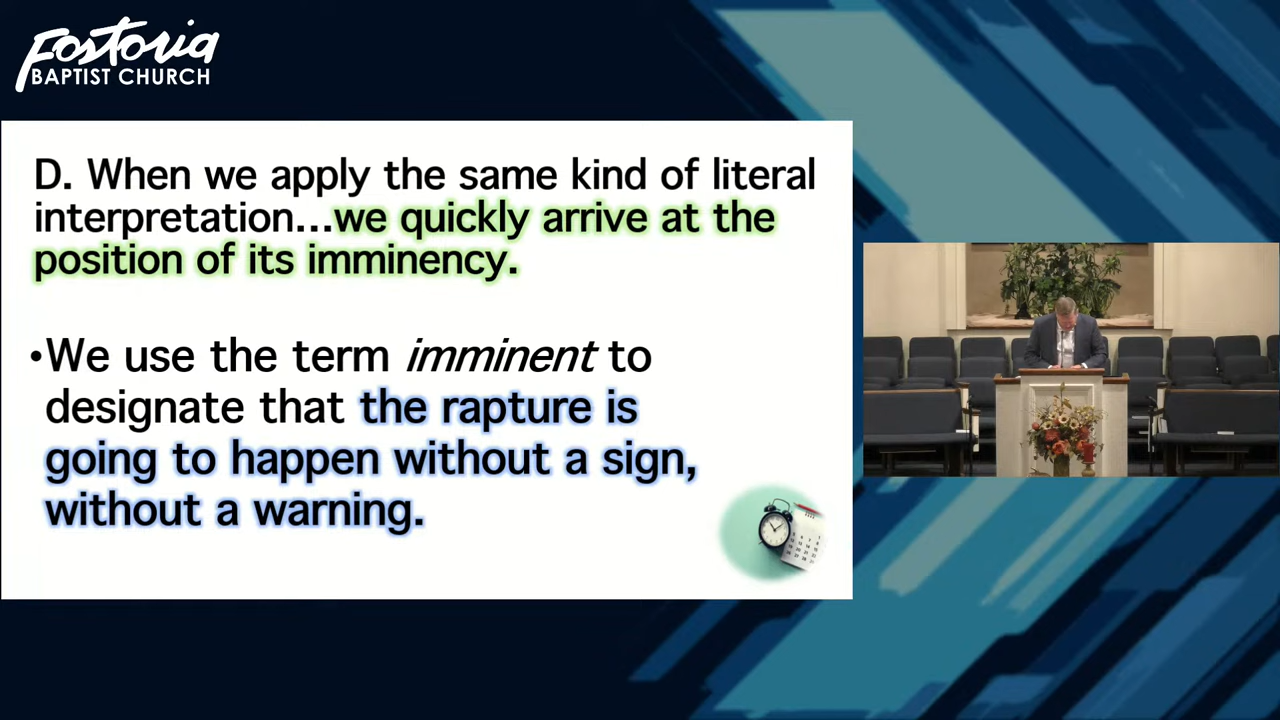 Fostoria
BAPTIST CHURCH
D. When we apply the same kind of literal
interpretation...we quickly arrive at the
position of its imminency.
•We use the term imminent to
designate that the rapture is
going to happen without a sign,
without a warning.